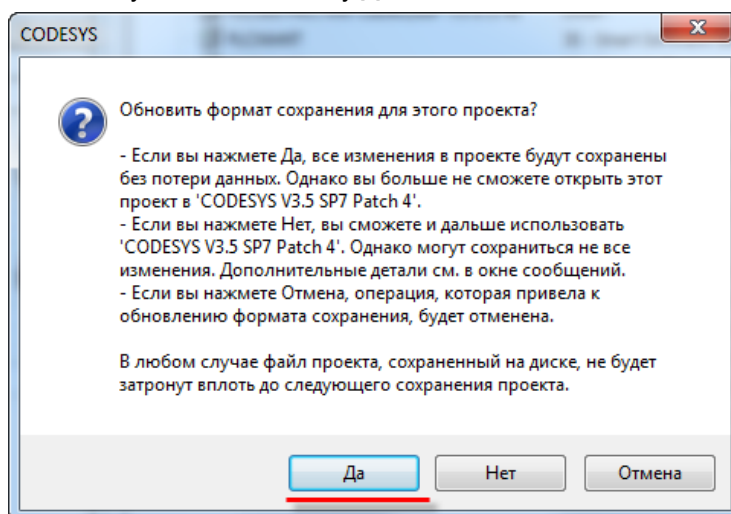 CODESYS
Обновить формат сохранения для этого проекта?
- Если вы нажмете Да, все изменения в проекте будут сохранены
без потери данных. Однако вы больше не сможете открыть этот
проект в 'CODESYS V3.5 SP7 Patch 4'.
- Если вы нажмете Нет, вы сможете и дальше использовать
'CODESYS V3.5 SP7 Patch 4'. Однако могут сохраниться не все
изменения. Дополнительные детали см. в окне сообщений.
- Если вы нажмете Отмена, операция, которая привела к
обновлению формата сохранения, будет отменена.
В любом случае файл проекта, сохраненный на диске, не будет
затронут вплоть до следующего сохранения проекта.
Да Нет Отмена